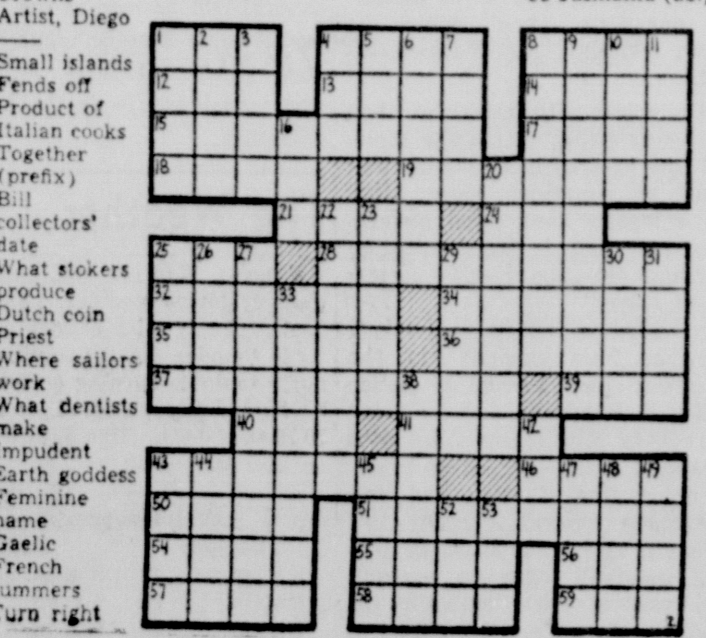 Artist, Diego
Small islands
Fends off
Product of
Italian cooks
Together
(prefix)
Bill
collectors'
date
What stokers
produce
Dutch coin
Priest
Where sailors
work
What dentists
make
Impudent
Earth goddess
Feminine
name
Gaelic
French
summers
Turn right
1 2 3 4 5 6 7 8 9 10 11
12 13 14
15 16 17
18 19 20
21 22 23 24
25 26 27 28 29 30 31
32 33 34
35 36
37 38 39
40 41 42
43 44 45 46 47 48 49
50 51 52 53
54 55 56
57 58 59
2